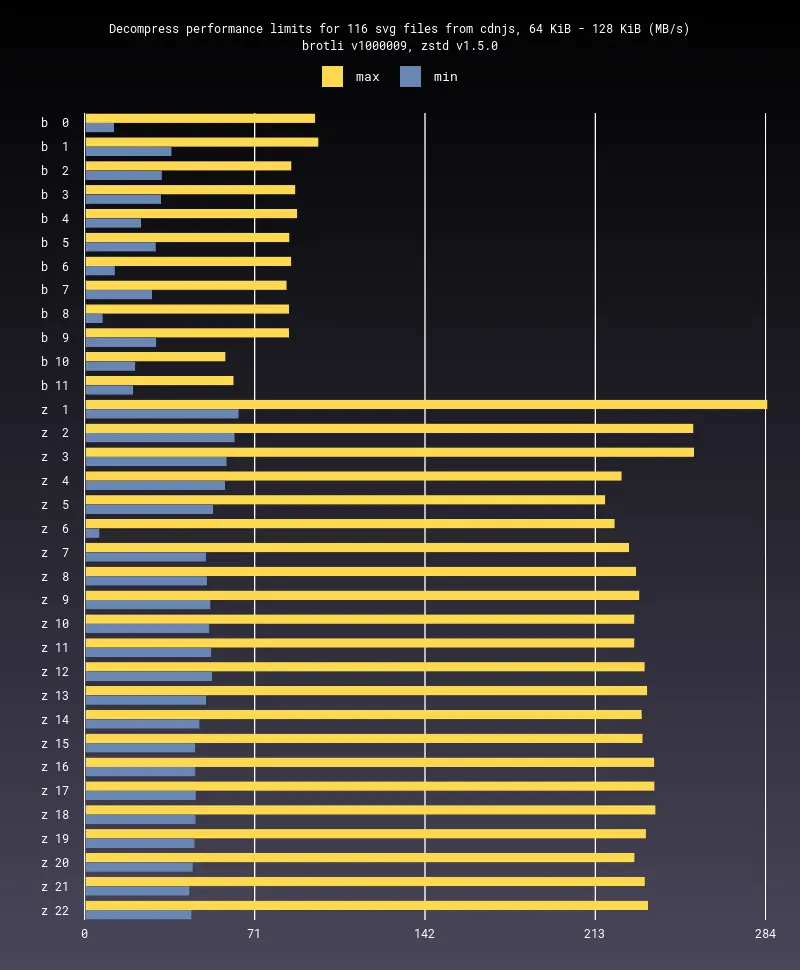 Decompress performance limits for 116 svg files from cdnjs, 64 KiB - 128 KiB (MB/s)
brotli v1000009, zstd v1.5.0
max min
b 0
b 1
b 2
b 3
b 4
b 5
b 6
b 7
b 8
b 9
b 10
b 11
z 1
z 2
z 3
z 4
z 5
z 6
z 7
z 8
z 9
z 10
z 11
z 12
z 13
z 14
z 15
z 16
z 17
z 18
z 19
z 20
z 21
z 22
0 71 142 213 284